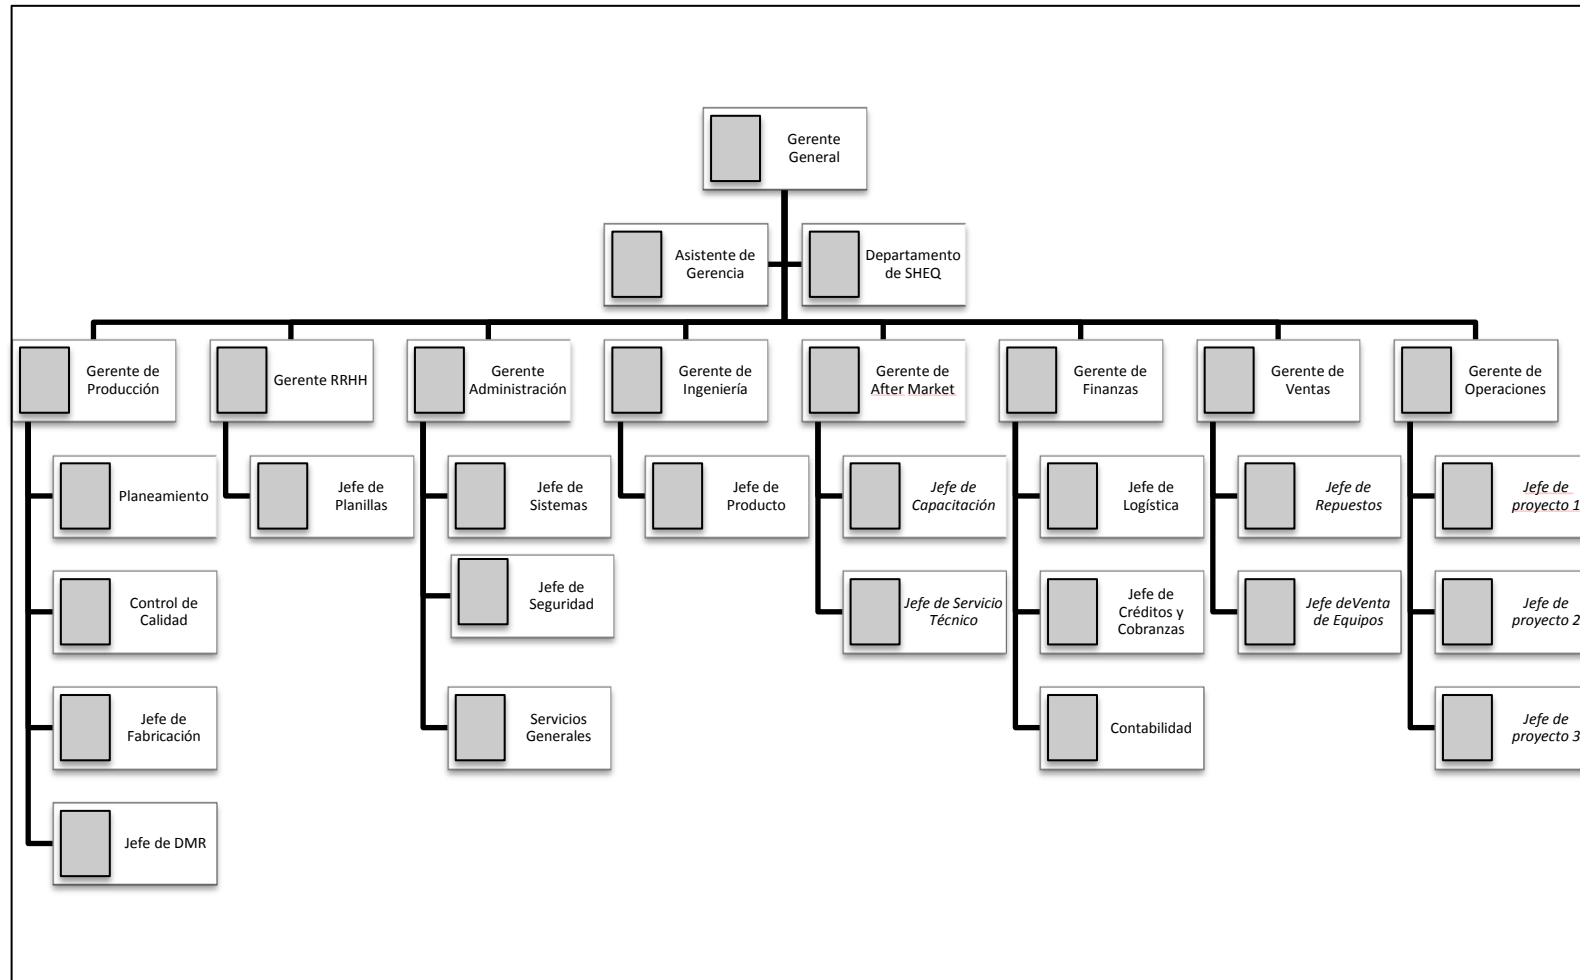 Gerente
General
Asistente de
Gerencia
Departamento
de SHEQ
Gerente de
Producción
Gerente RRHH
Gerente
Administración
Gerente de
Ingeniería
Gerente de
After Market
Gerente de
Finanzas
Gerente de
Ventas
Gerente de
Operaciones
Planeamiento
Jefe de
Planillas
Jefe de
Sistemas
Jefe de
Producto
Jefe de
Capacitación
Jefe de
Logística
Jefe de
Repuestos
Jefe de
proyecto 1
Control de
Calidad
Jefe de
Seguridad
Jefe de Servicio
Técnico
Jefe de
Créditos y
Cobranzas
Jefe deVenta
de Equipos
Jefe de
proyecto 2
Jefe de
Fabricación
Servicios
Generales
Contabilidad
Jefe de
proyecto 3
Jefe de DMR